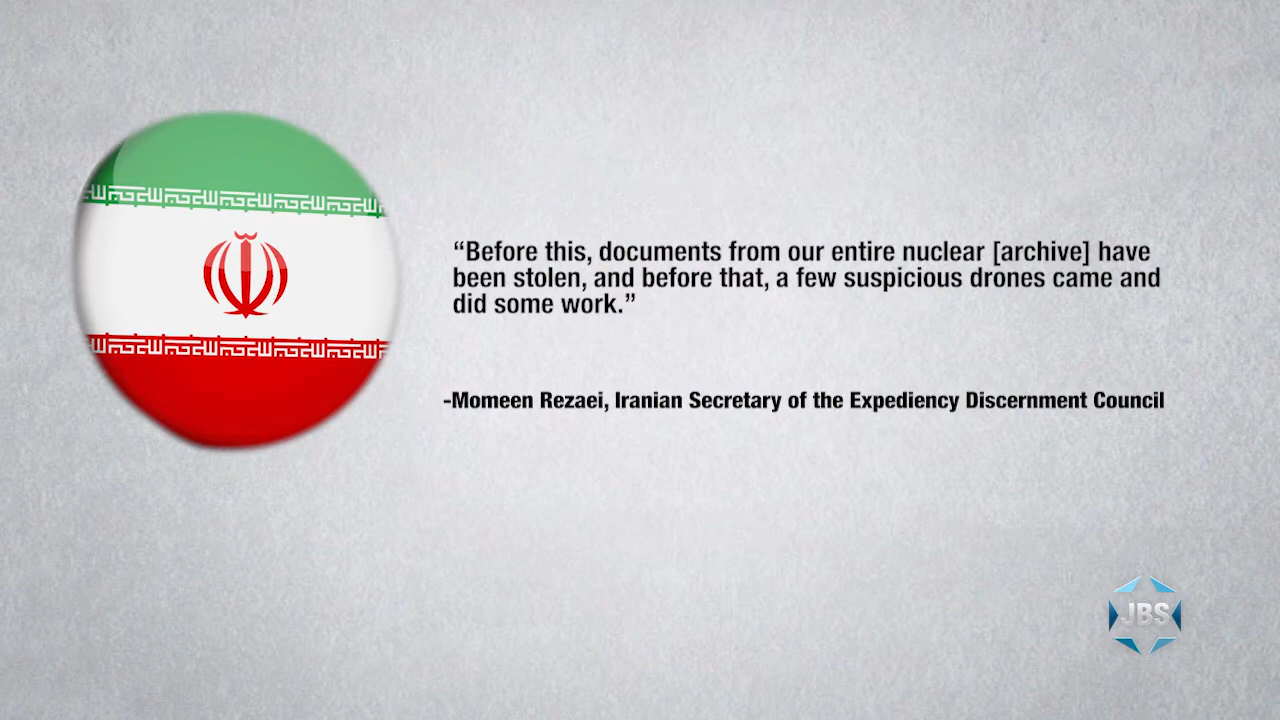 “Before this, documents from our entire nuclear [archive] have
been stolen, and before that, a few suspicious drones came and
did some work.”
-Momeen Rezaei, Iranian Secretary of the Expediency Discernment Council
JBS